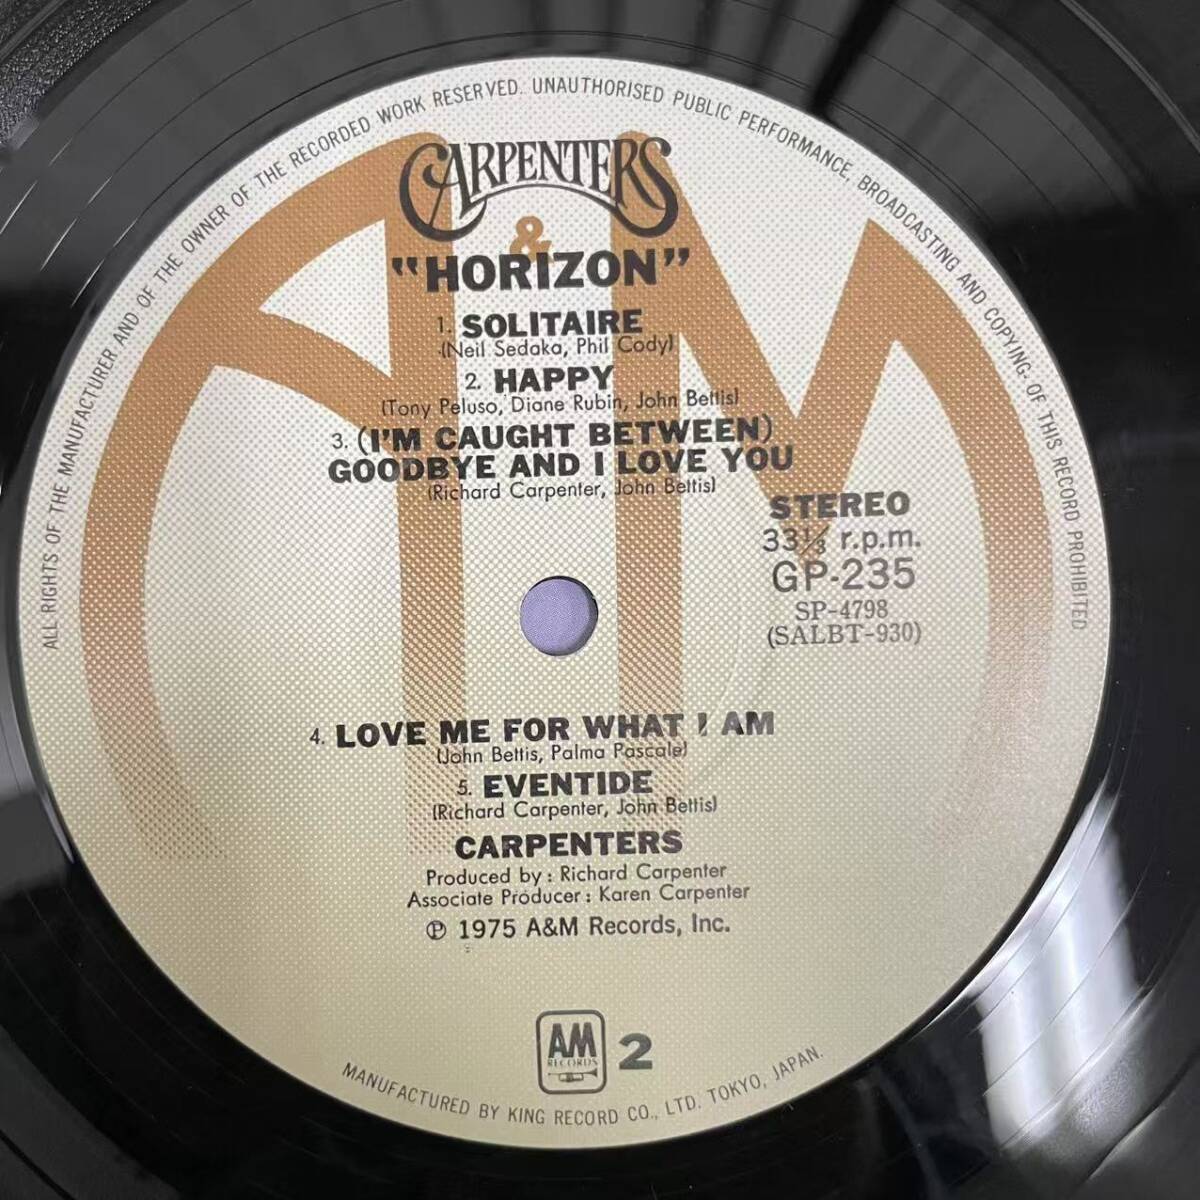 ALL RIGHTS OF THE MANUFACTURER AND OF THE OWNER OF THE RECORDED WORK RESERVED. UNAUTHORISED PUBLIC PERFORMANCE, BROADCASTING AND COPYING OF THIS RECORD PROHIBITED
CARPENTERS
&
"HORIZON"
1. SOLITAIRE
(Neil Sedaka, Phil Cody)
2. HAPPY
(Tony Peluso, Diane Rubin, John Bettis)
3. (I'M CAUGHT BETWEEN)
GOODBYE AND I LOVE YOU
(Richard Carpenter, John Bettis)
STEREO
33⅓ r.p.m.
GP-235
SP-4798
(SALBT-930)
4. LOVE ME FOR WHAT I AM
(John Bettis, Palma Pascale)
5. EVENTIDE
(Richard Carpenter, John Bettis)
CARPENTERS
Produced by : Richard Carpenter
Associate Producer : Karen Carpenter
℗ 1975 A&M Records, Inc.
AM
RECORDS
2
MANUFACTURED BY KING RECORD CO., LTD. TOKYO, JAPAN.